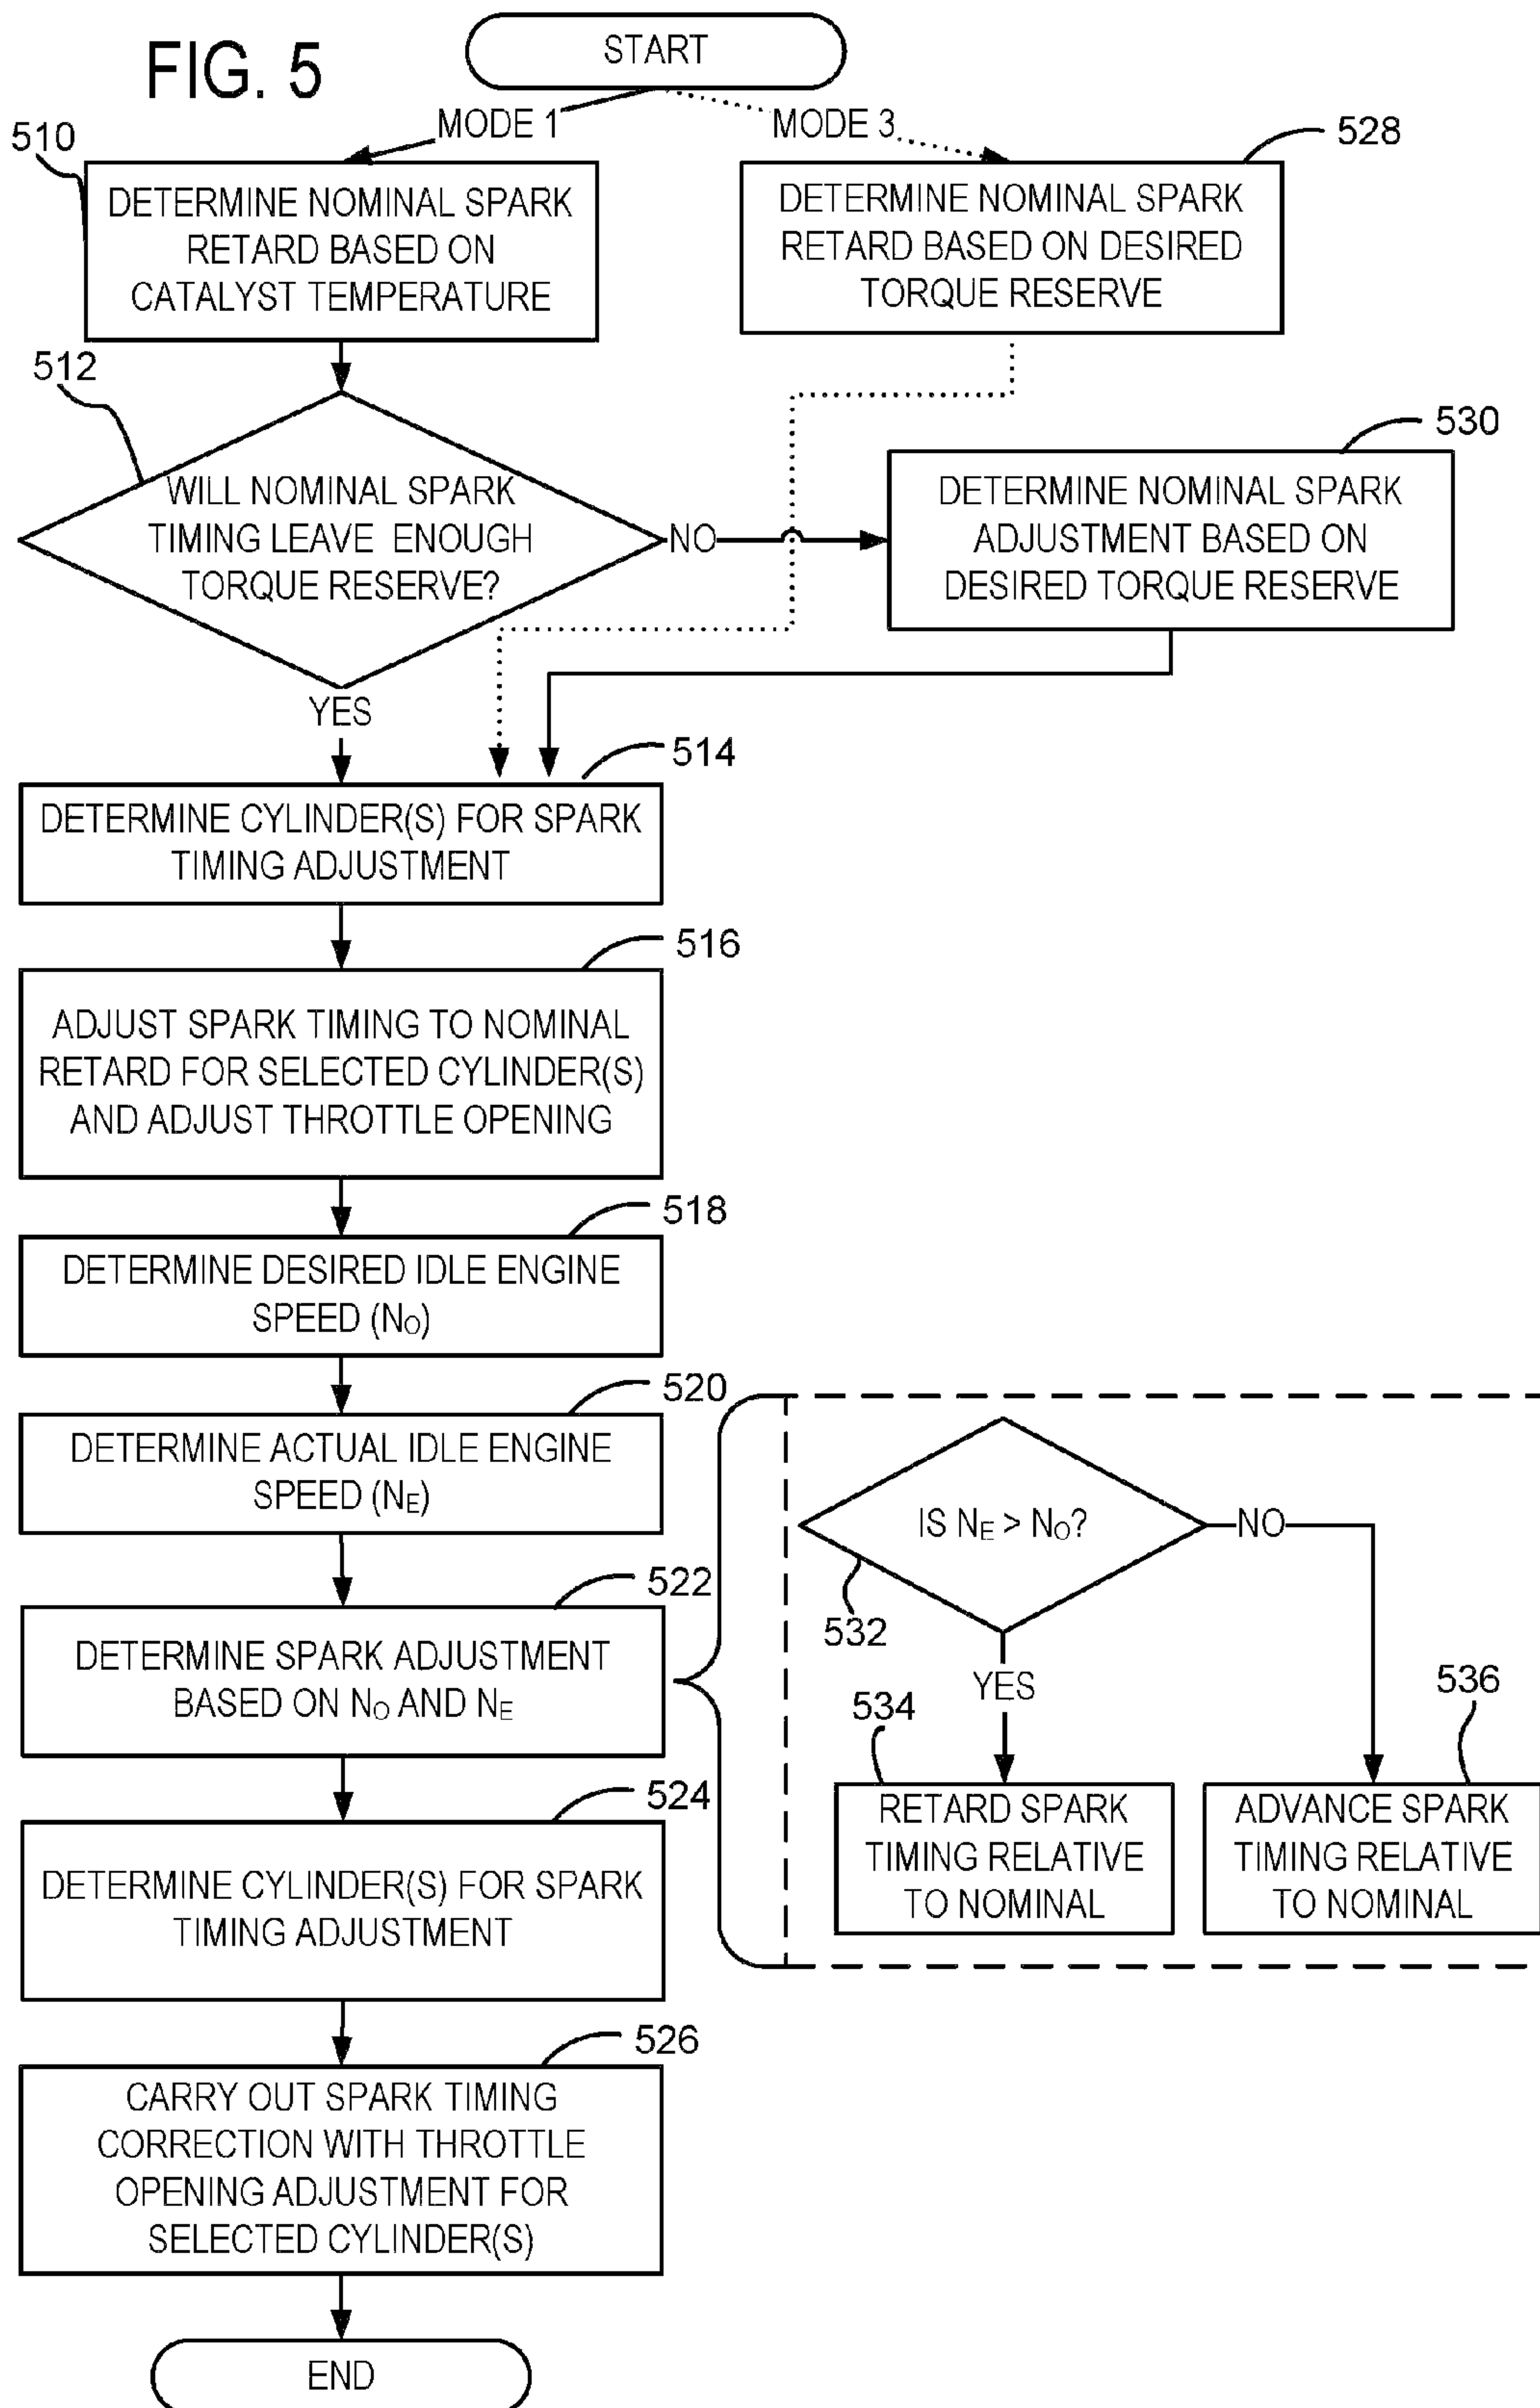 FIG. 5
START
MODE 1
MODE 3
510
528
DETERMINE NOMINAL SPARK
RETARD BASED ON
CATALYST TEMPERATURE
DETERMINE NOMINAL SPARK
RETARD BASED ON DESIRED
TORQUE RESERVE
512
530
WILL NOMINAL SPARK
TIMING LEAVE ENOUGH
TORQUE RESERVE?
NO
DETERMINE NOMINAL SPARK
ADJUSTMENT BASED ON
DESIRED TORQUE RESERVE
YES
514
DETERMINE CYLINDER(S) FOR SPARK
TIMING ADJUSTMENT
516
ADJUST SPARK TIMING TO NOMINAL
RETARD FOR SELECTED CYLINDER(S)
AND ADJUST THROTTLE OPENING
518
DETERMINE DESIRED IDLE ENGINE
SPEED (NO)
520
DETERMINE ACTUAL IDLE ENGINE
SPEED (NE)
522
DETERMINE SPARK ADJUSTMENT
BASED ON NO AND NE
IS NE > NO?
NO
532
YES
534
536
RETARD SPARK
TIMING RELATIVE
TO NOMINAL
ADVANCE SPARK
TIMING RELATIVE
TO NOMINAL
524
DETERMINE CYLINDER(S) FOR SPARK
TIMING ADJUSTMENT
526
CARRY OUT SPARK TIMING
CORRECTION WITH THROTTLE
OPENING ADJUSTMENT FOR
SELECTED CYLINDER(S)
END